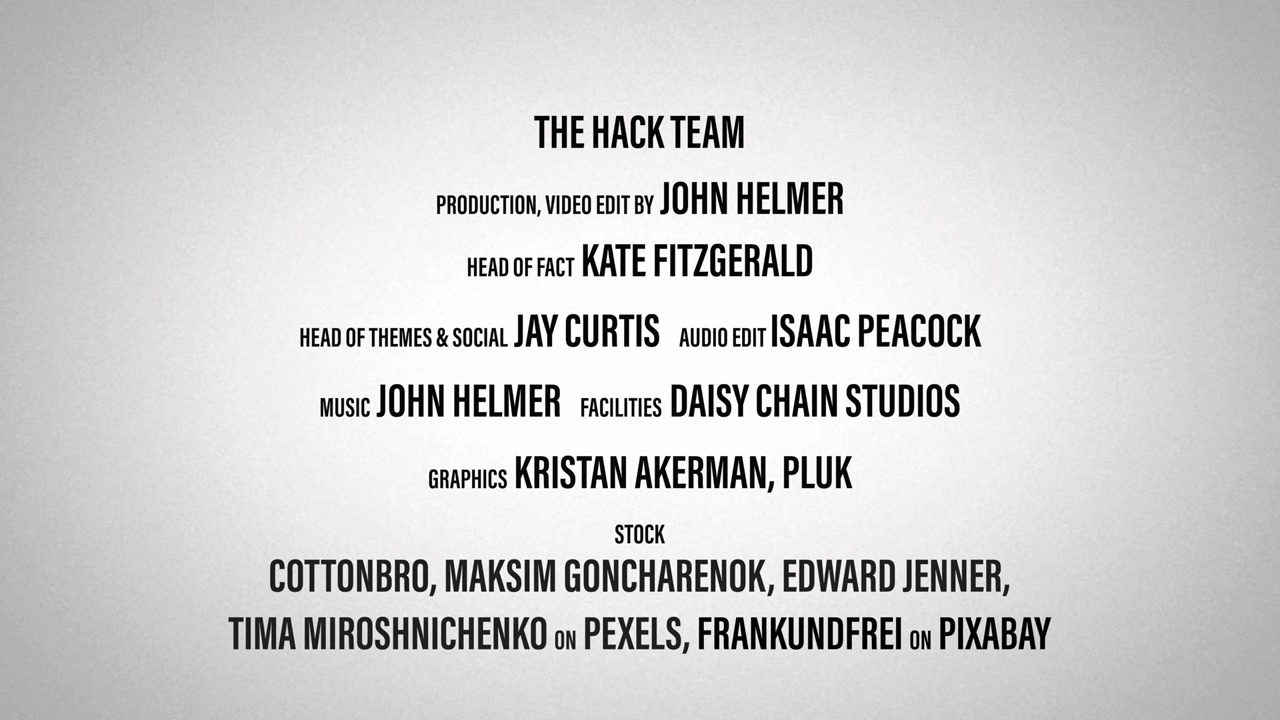 THE HACK TEAM
PRODUCTION, VIDEO EDIT BY JOHN HELMER
HEAD OF FACT KATE FITZGERALD
HEAD OF THEMES & SOCIAL JAY CURTIS AUDIO EDIT ISAAC PEACOCK
MUSIC JOHN HELMER FACILITIES DAISY CHAIN STUDIOS
GRAPHICS KRISTAN AKERMAN, PLUK
STOCK
COTTONBRO, MAKSIM GONCHARENOK, EDWARD JENNER,
TIMA MIROSHNICHENKO ON PEXELS, FRANKUNDFREI ON PIXABAY